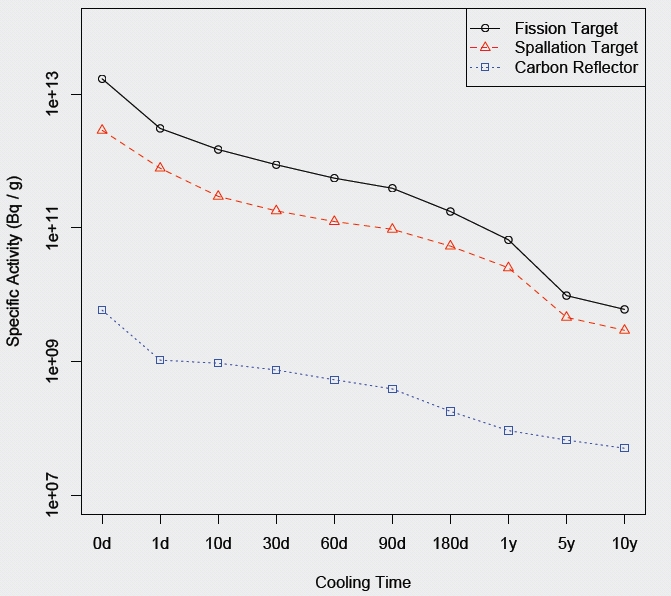 Fission Target
Spallation Target
Carbon Reflector
Specific Activity (Bq / g)
1e+13
1e+11
1e+09
1e+07
0d 1d 10d 30d 60d 90d 180d 1y 5y 10y
Cooling Time